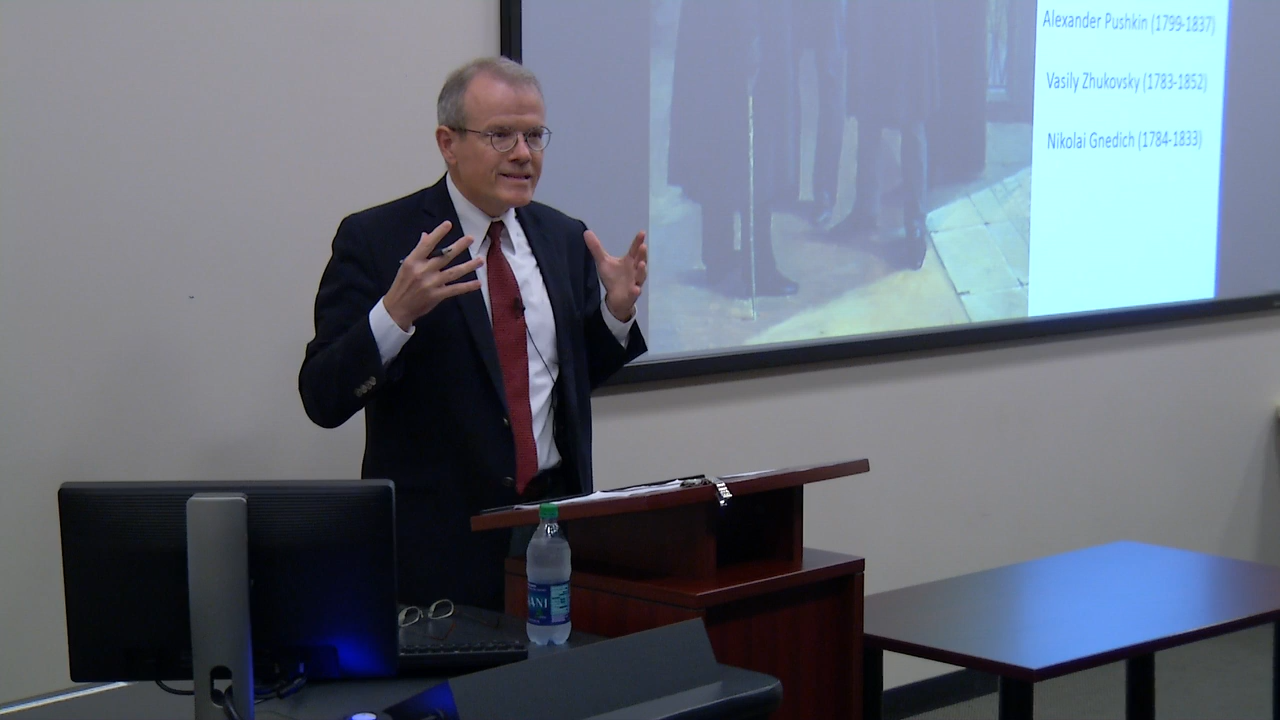 Alexander Pushkin (1799-1837)
Vasily Zhukovsky (1783-1852)
Nikolai Gnedich (1784-1833)